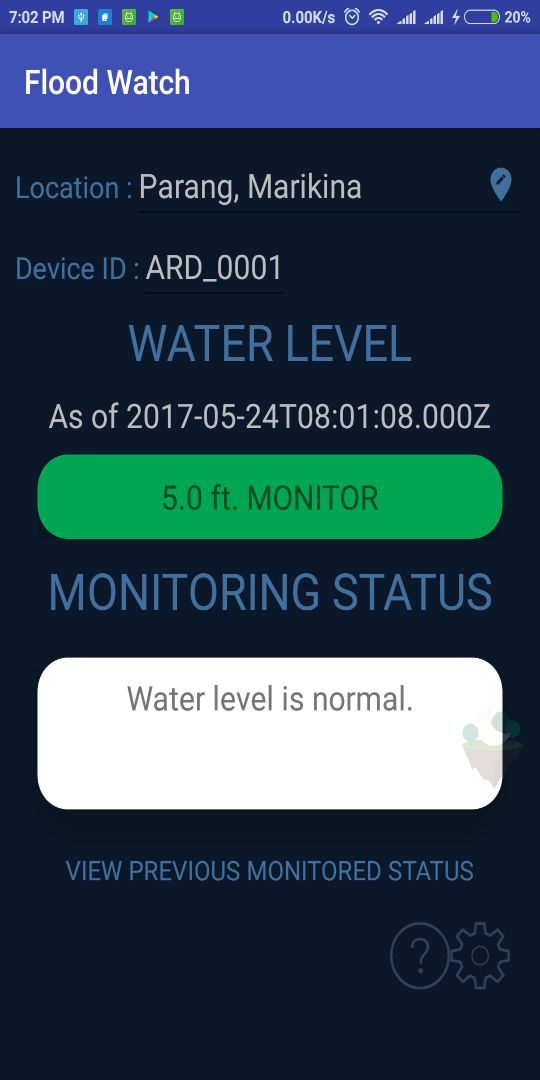 7:02 PM 0.00K/s 20%
Flood Watch
Location : Parang, Marikina
Device ID : ARD_0001
WATER LEVEL
As of 2017-05-24T08:01:08.000Z
5.0 ft. MONITOR
MONITORING STATUS
Water level is normal.
VIEW PREVIOUS MONITORED STATUS
?